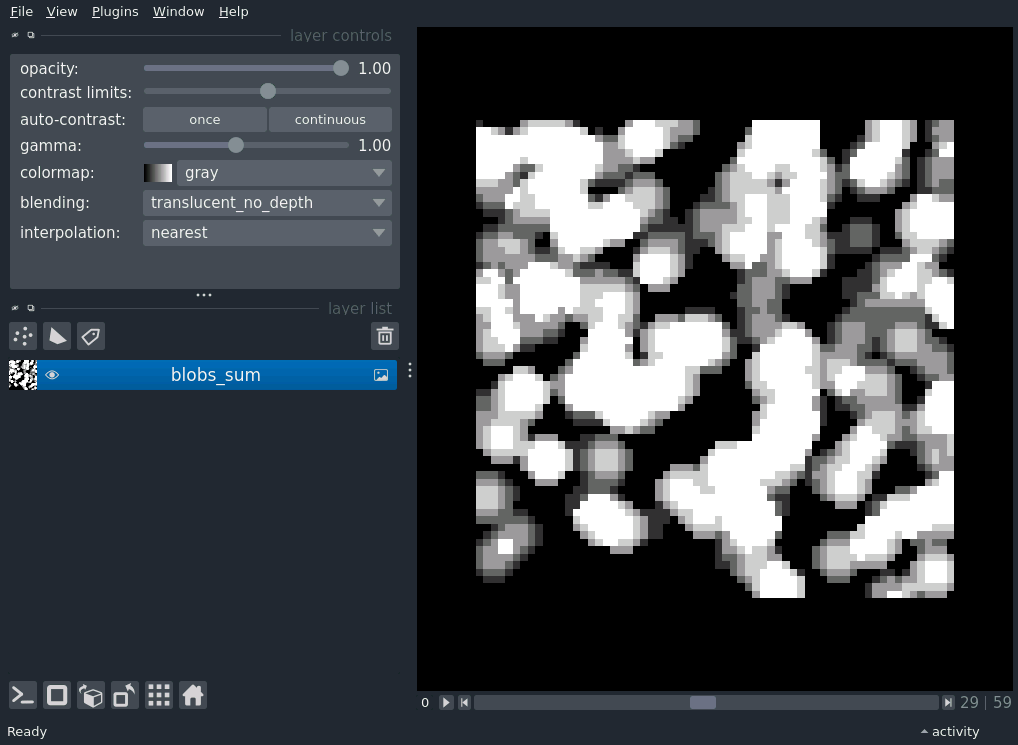 File View Plugins Window Help
layer controls
opacity: 1.00
contrast limits:
auto-contrast: once continuous
gamma: 1.00
colormap: gray
blending: translucent_no_depth
interpolation: nearest
layer list
blobs_sum
0 29 | 59
Ready activity